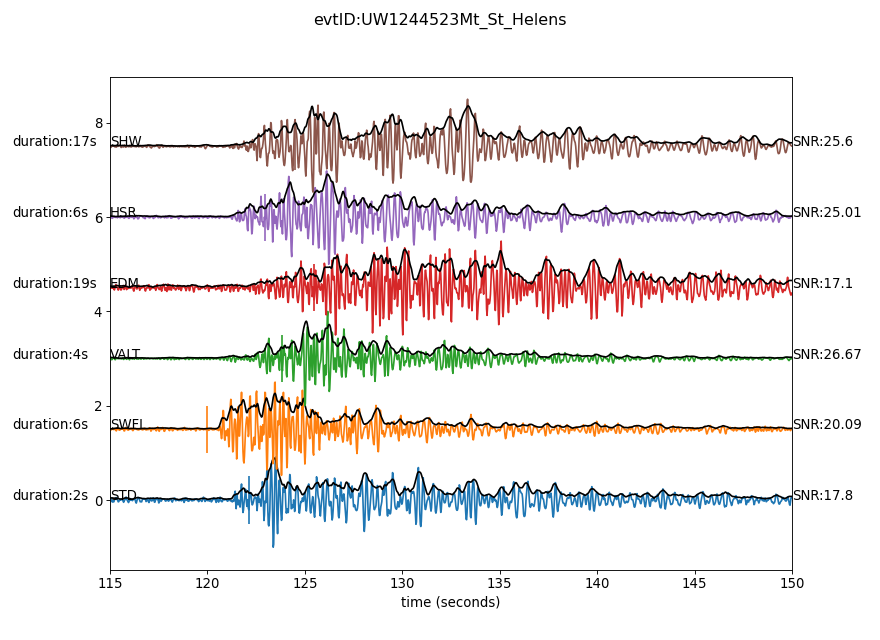 evtID:UW1244523Mt_St_Helens
8
duration:17s SHW SNR:25.6
duration:6s HSR SNR:25.01
6
duration:19s EDM SNR:17.1
4
duration:4s VALT SNR:26.67
2
duration:6s SWFL SNR:20.09
duration:2s STD SNR:17.8
0
115 120 125 130 135 140 145 150
time (seconds)